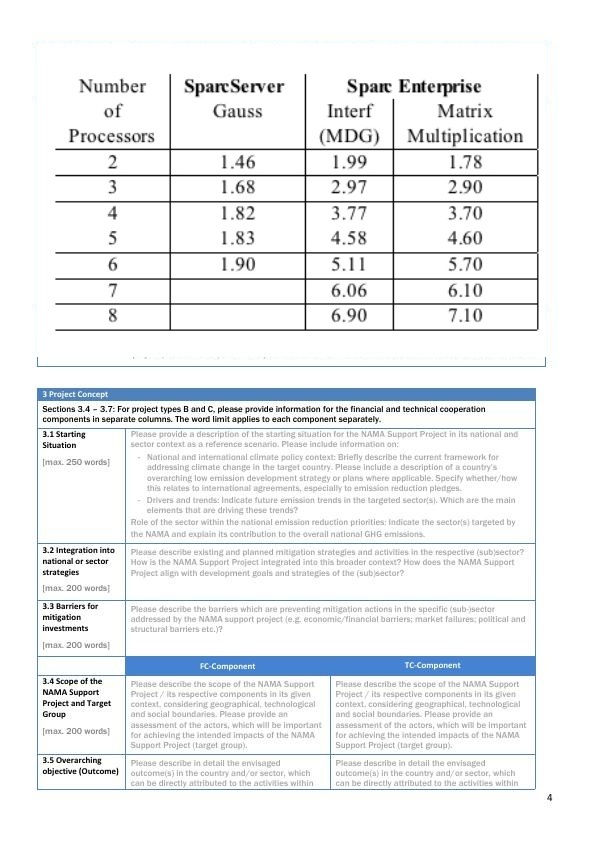 Number SparcServer Sparc Enterprise
of Gauss Interf Matrix
Processors (MDG) Multiplication
2 1.46 1.99 1.78
3 1.68 2.97 2.90
4 1.82 3.77 3.70
5 1.83 4.58 4.60
6 1.90 5.11 5.70
7 6.06 6.10
8 6.90 7.10
3 Project Concept
Sections 3.4 – 3.7: For project types B and C, please provide information for the financial and technical cooperation
components in separate columns. The word limit applies to each component separately.
3.1 Starting
Situation
[max. 250 words]
Please provide a description of the starting situation for the NAMA Support Project in its national and
sector context as a reference scenario. Please include information on:
- National and international climate policy context: Briefly describe the current framework for
addressing climate change in the target country. Please include a description of a country's
overarching low emission development strategy or plans where applicable. Specify whether/how
this relates to international agreements, especially to emission reduction pledges.
- Drivers and trends: Indicate future emission trends in the targeted sector(s). Which are the main
elements that are driving these trends?
Role of the sector within the national emission reduction priorities: Indicate the sector(s) targeted by
the NAMA and explain its contribution to the overall national GHG emissions.
3.2 Integration into
national or sector
strategies
[max. 200 words]
Please describe existing and planned mitigation strategies and activities in the respective (sub)sector?
How is the NAMA Support Project integrated into this broader context? How does the NAMA Support
Project align with development goals and strategies of the (sub)sector?
3.3 Barriers for
mitigation
investments
[max. 200 words]
Please describe the barriers which are preventing mitigation actions in the specific (sub-)sector
addressed by the NAMA support project (e.g. economic/financial barriers; market failures; political and
structural barriers etc.)?
FC-Component TC-Component
3.4 Scope of the
NAMA Support
Project and Target
Group
[max. 200 words]
Please describe the scope of the NAMA Support
Project / its respective components in its given
context, considering geographical, technological
and social boundaries. Please provide an
assessment of the actors, which will be important
for achieving the intended impacts of the NAMA
Support Project (target group).
Please describe the scope of the NAMA Support
Project / its respective components in its given
context, considering geographical, technological
and social boundaries. Please provide an
assessment of the actors, which will be important
for achieving the intended impacts of the NAMA
Support Project (target group).
3.5 Overarching
objective (Outcome)
Please describe in detail the envisaged
outcome(s) in the country and/or sector, which
can be directly attributed to the activities within
Please describe in detail the envisaged
outcome(s) in the country and/or sector, which
can be directly attributed to the activities within
4